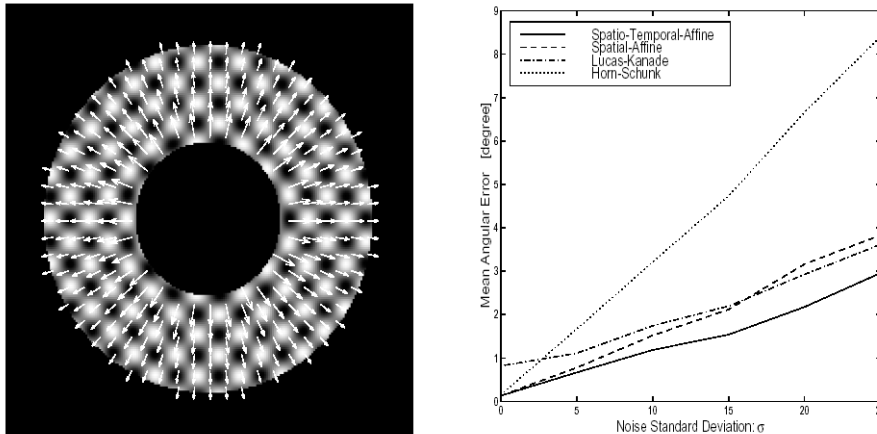 9
8
7
6
5
4
3
2
1
0
Spatio-Temporal-Affine
Spatial-Affine
Lucas-Kanade
Horn-Schunk
Mean Angular Error [degree]
0 5 10 15 20 25
Noise Standard Deviation: σ